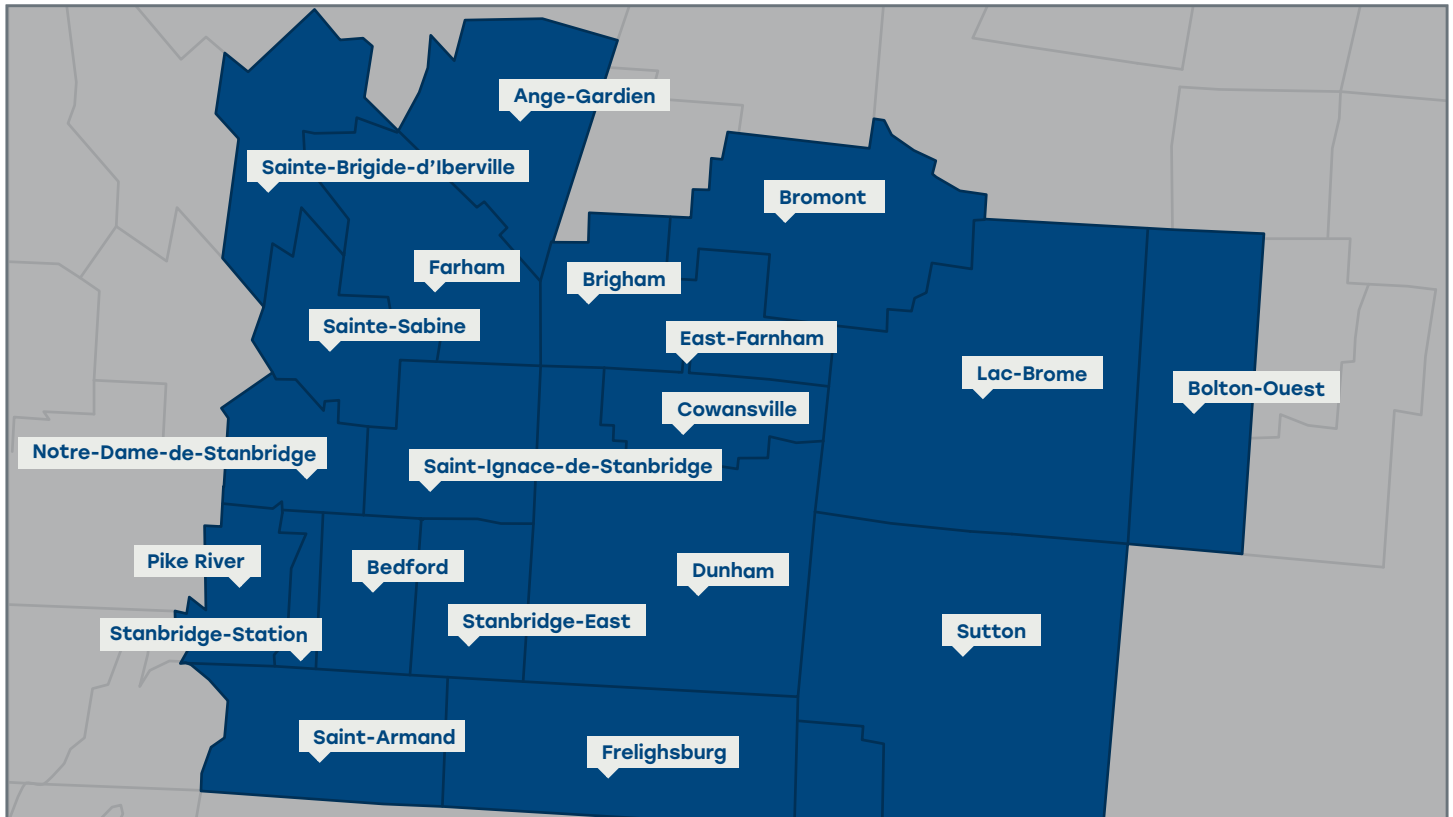 Ange-Gardien
Sainte-Brigide-d’Iberville
Bromont
Farham
Brigham
Sainte-Sabine
East-Farnham
Lac-Brome
Bolton-Ouest
Cowansville
Notre-Dame-de-Stanbridge
Saint-Ignace-de-Stanbridge
Pike River
Bedford
Dunham
Stanbridge-East
Stanbridge-Station
Sutton
Saint-Armand
Frelighsburg